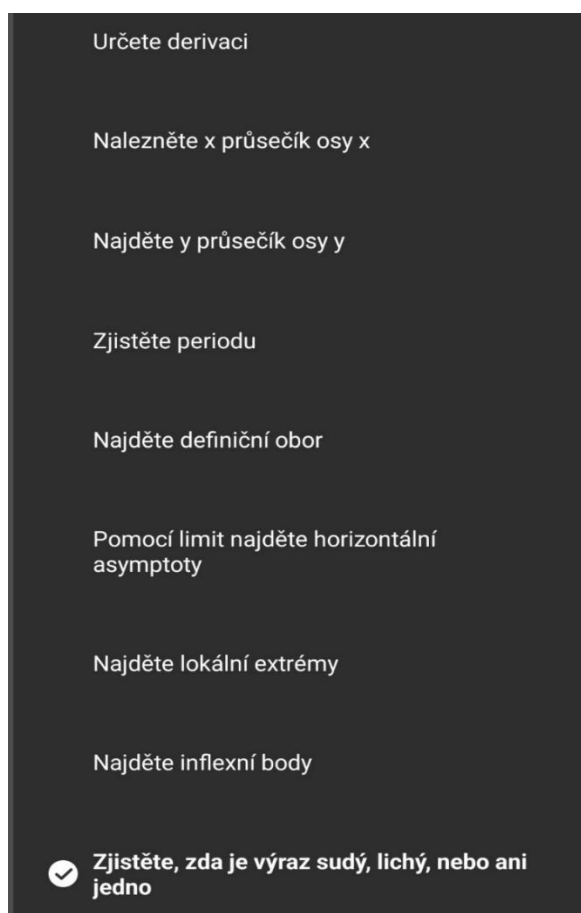 Určete derivaci
Nalezněte x průsečík osy x
Najděte y průsečík osy y
Zjistěte periodu
Najděte definiční obor
Pomocí limit najděte horizontální
asymptoty
Najděte lokální extrémy
Najděte inflexní body
Zjistěte, zda je výraz sudý, lichý, nebo ani
jedno